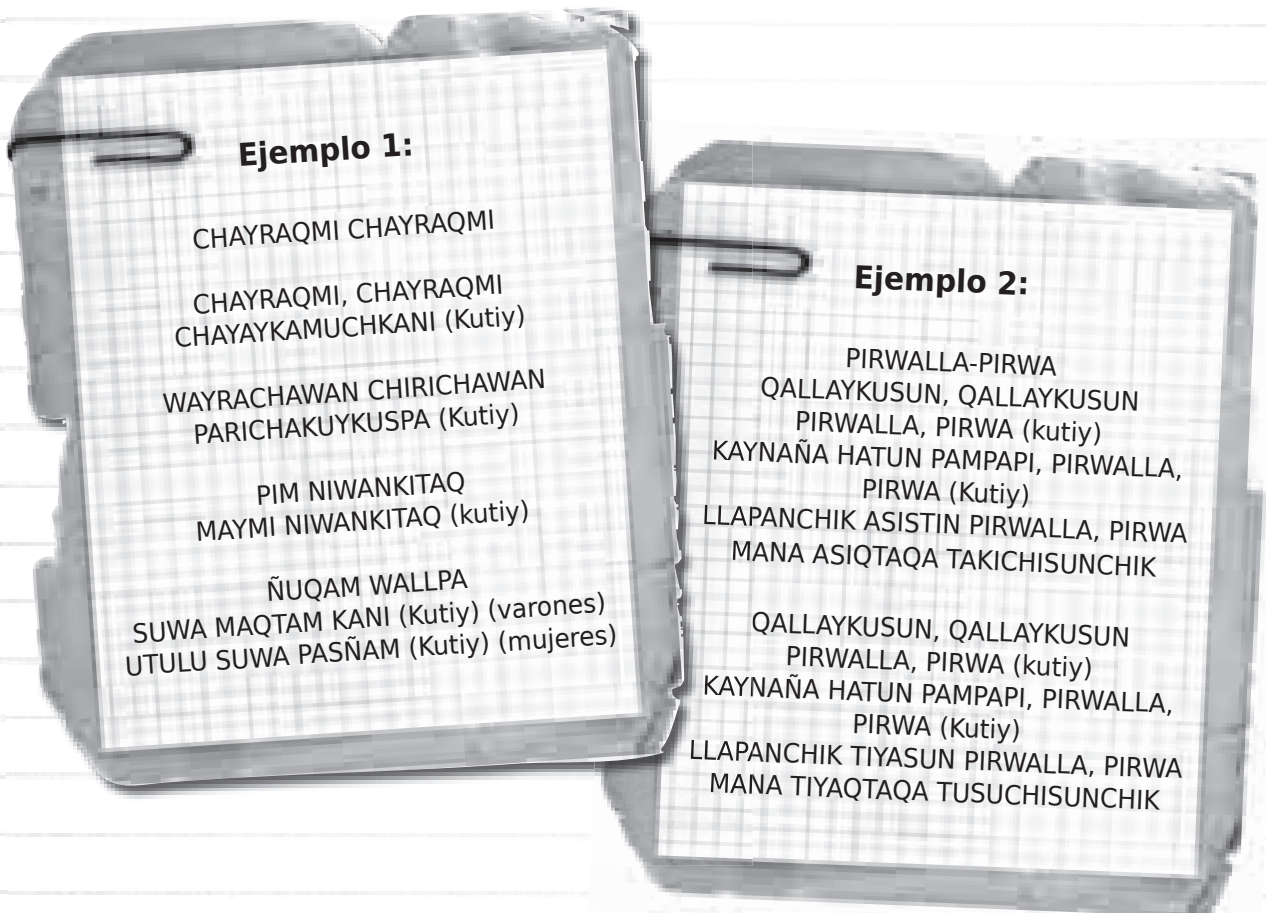 Ejemplo 1:
CHAYRAQMI CHAYRAQMI
CHAYRAQMI, CHAYRAQMI
CHAYAYKAMUCHKANI (Kutiy)
WAYRACHAWAN CHIRICHAWAN
PARICHAKUYKUSPA (Kutiy)
PIM NIWANKITAQ
MAYMI NIWANKITAQ (kutiy)
ÑUQAM WALLPA
SUWA MAQTAM KANI (Kutiy) (varones)
UTULU SUWA PASÑAM (Kutiy) (mujeres)
Ejemplo 2:
PIRWALLA-PIRWA
QALLAYKUSUN, QALLAYKUSUN
PIRWALLA, PIRWA (kutiy)
KAYNAÑA HATUN PAMPAPI, PIRWALLA,
PIRWA (Kutiy)
LLAPANCHIK ASISTIN PIRWALLA, PIRWA
MANA ASIQTAQA TAKICHISUNCHIK
QALLAYKUSUN, QALLAYKUSUN
PIRWALLA, PIRWA (kutiy)
KAYNAÑA HATUN PAMPAPI, PIRWALLA,
PIRWA (Kutiy)
LLAPANCHIK TIYASUN PIRWALLA, PIRWA
MANA TIYAQTAQA TUSUCHISUNCHIK